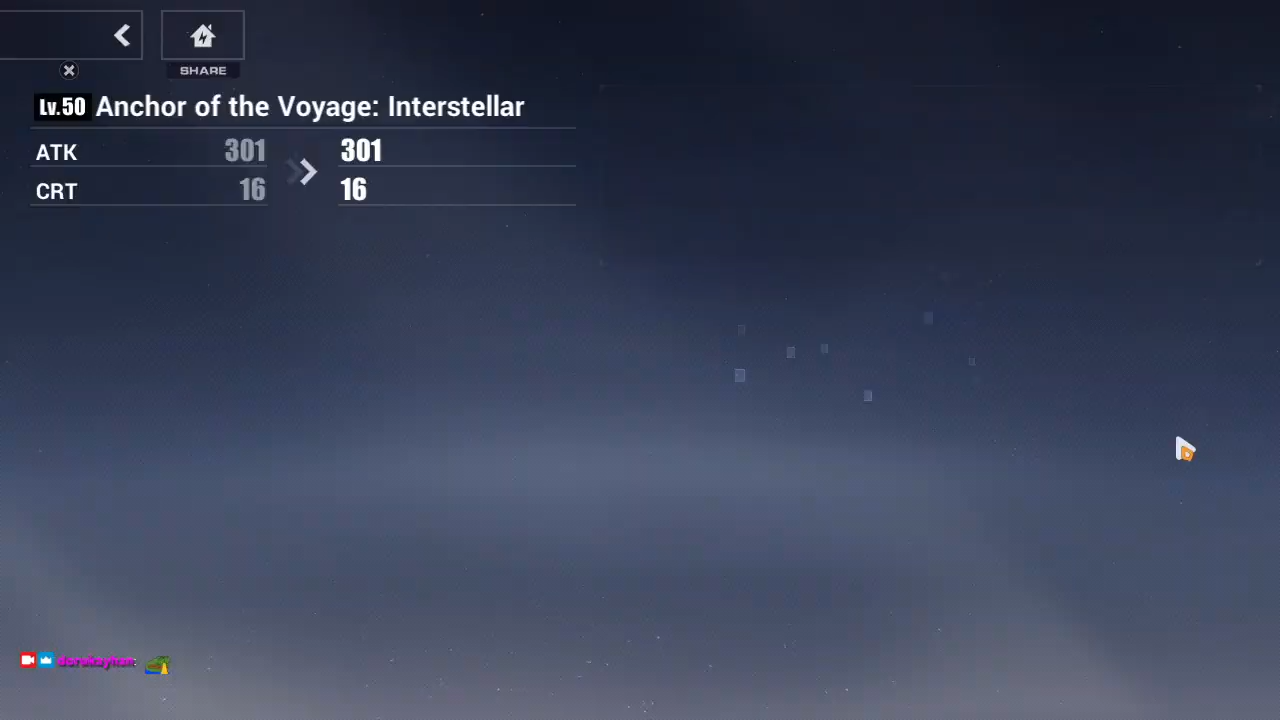 SHARE
Lv.50 Anchor of the Voyage: Interstellar
ATK 301 301
CRT 16 16